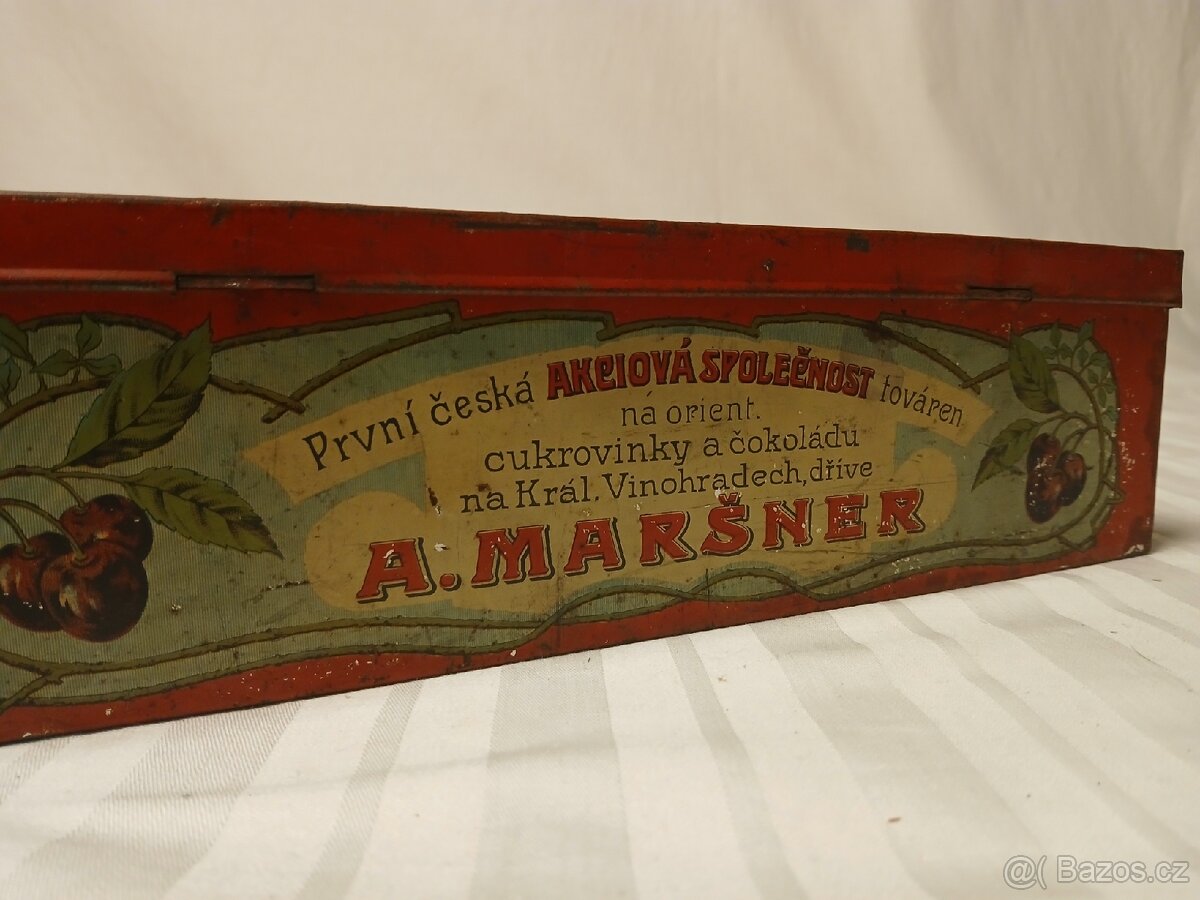 První česká AKCIOVÁ SPOLEČNOST továren
na orient.
cukrovinky a čokoládu
na Král. Vinohradech, dříve
A. MARŠNER
@( Bazos.cz